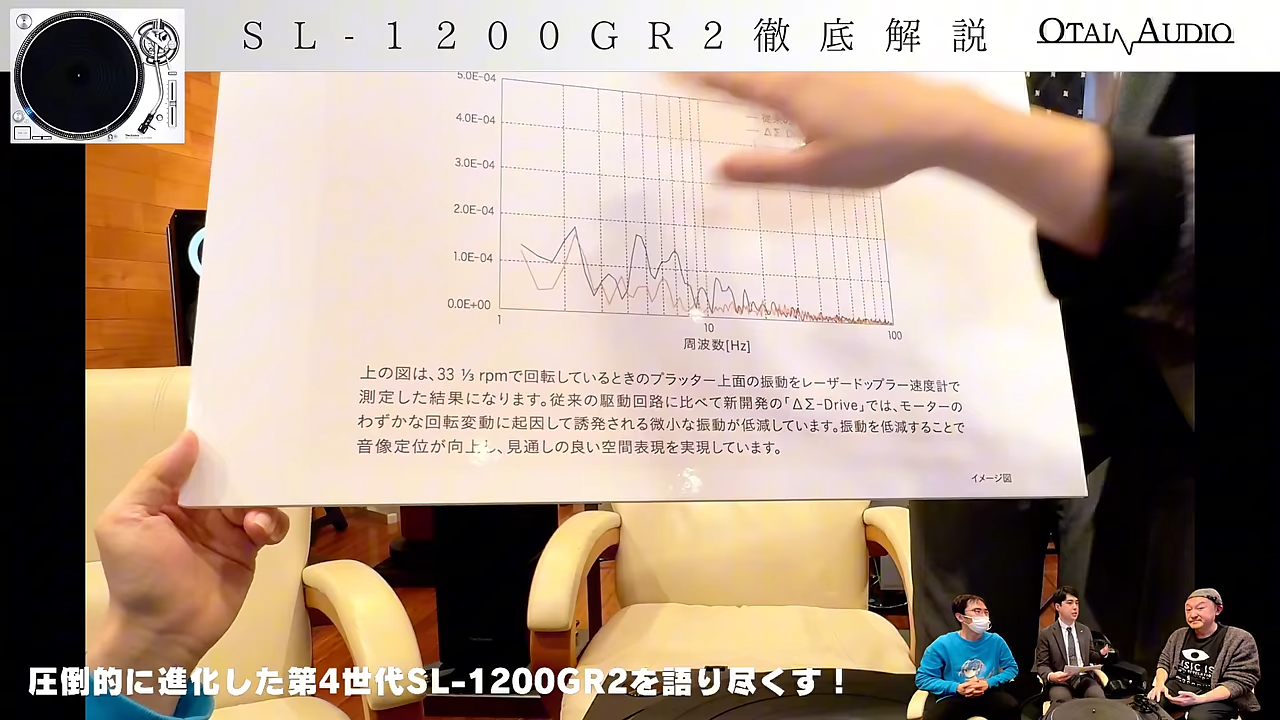 SL-1200GR2徹底解説
OTAI AUDIO
5.0E-04
4.0E-04
3.0E-04
2.0E-04
1.0E-04
0.0E+00
1
10
100
周波数[Hz]
上の図は、33 ⅓ rpmで回転しているときのプラッター上面の振動をレーザードップラー速度計で
測定した結果になります。従来の駆動回路に比べて新開発の「ΔΣ-Drive」では、モーターの
わずかな回転変動に起因して誘発される微小な振動が低減しています。振動を低減することで
音像定位が向上し、見通しの良い空間表現を実現しています。
イメージ図
圧倒的に進化した第4世代SL-1200GR2を語り尽くす！